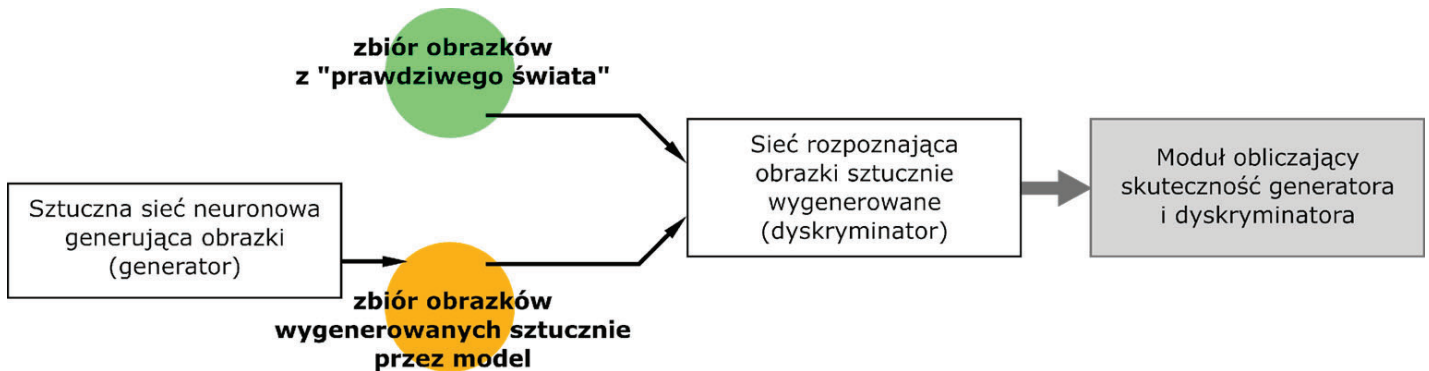 zbiór obrazków
z "prawdziwego świata"
Sztuczna sieć neuronowa
generująca obrazki
(generator)
zbiór obrazków
wygenerowanych sztucznie
przez model
Sieć rozpoznająca
obrazki sztucznie
wygenerowane
(dyskryminator)
Moduł obliczający
skuteczność generatora
i dyskryminatora